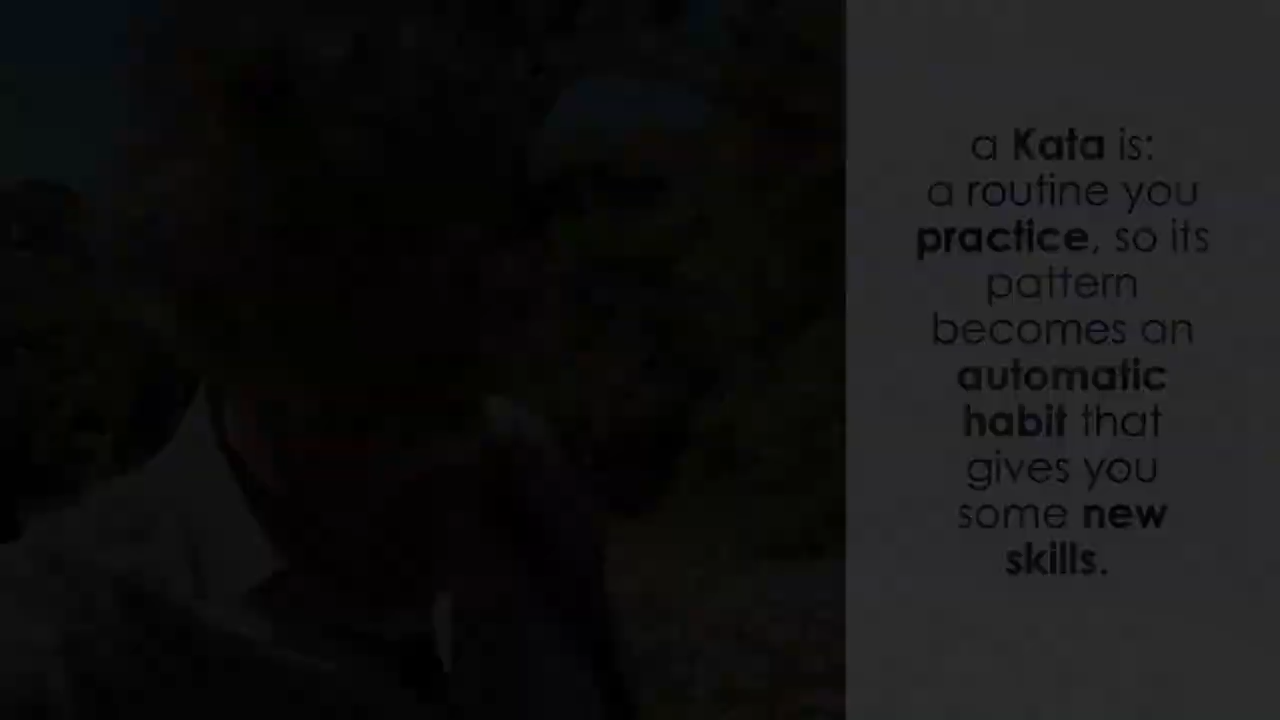 a Kata is:
a routine you
practice, so its
pattern
becomes an
automatic
habit that
gives you
some new
skills.